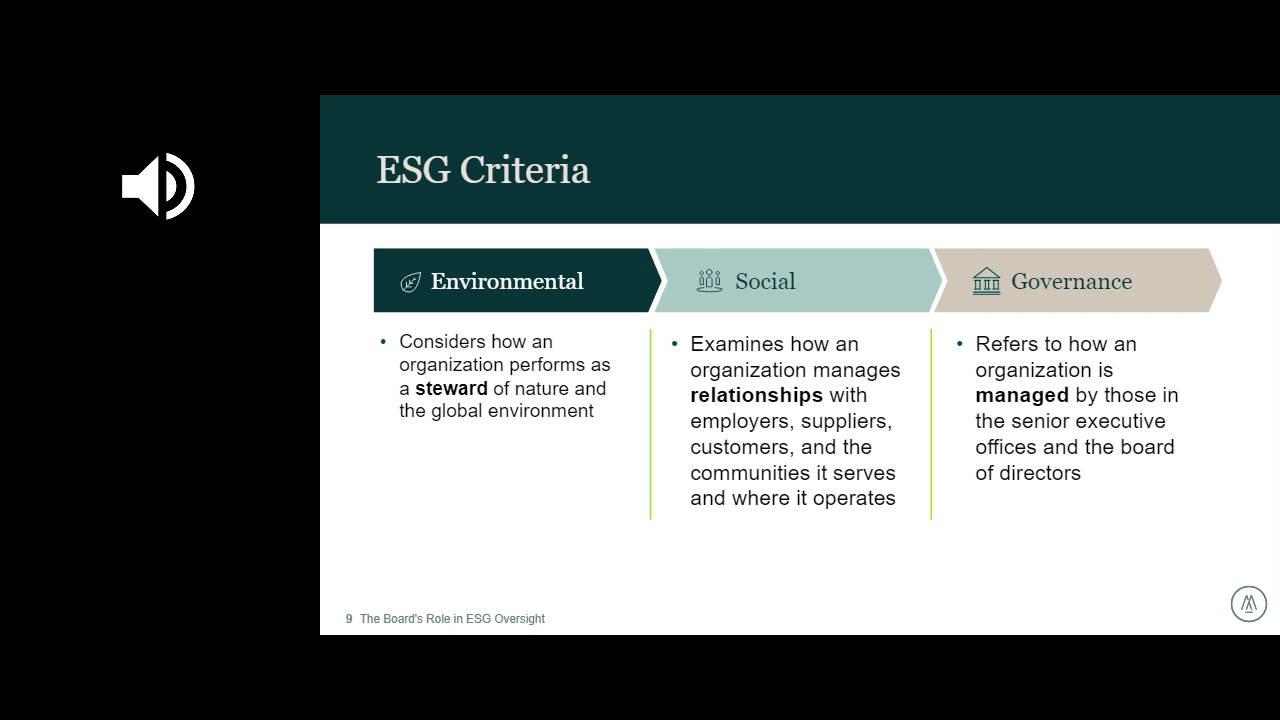 ESG Criteria
Environmental
Social
Governance
• Considers how an
organization performs as
a steward of nature and
the global environment
• Examines how an
organization manages
relationships with
employers, suppliers,
customers, and the
communities it serves
and where it operates
• Refers to how an
organization is
managed by those in
the senior executive
offices and the board
of directors
9 The Board's Role in ESG Oversight